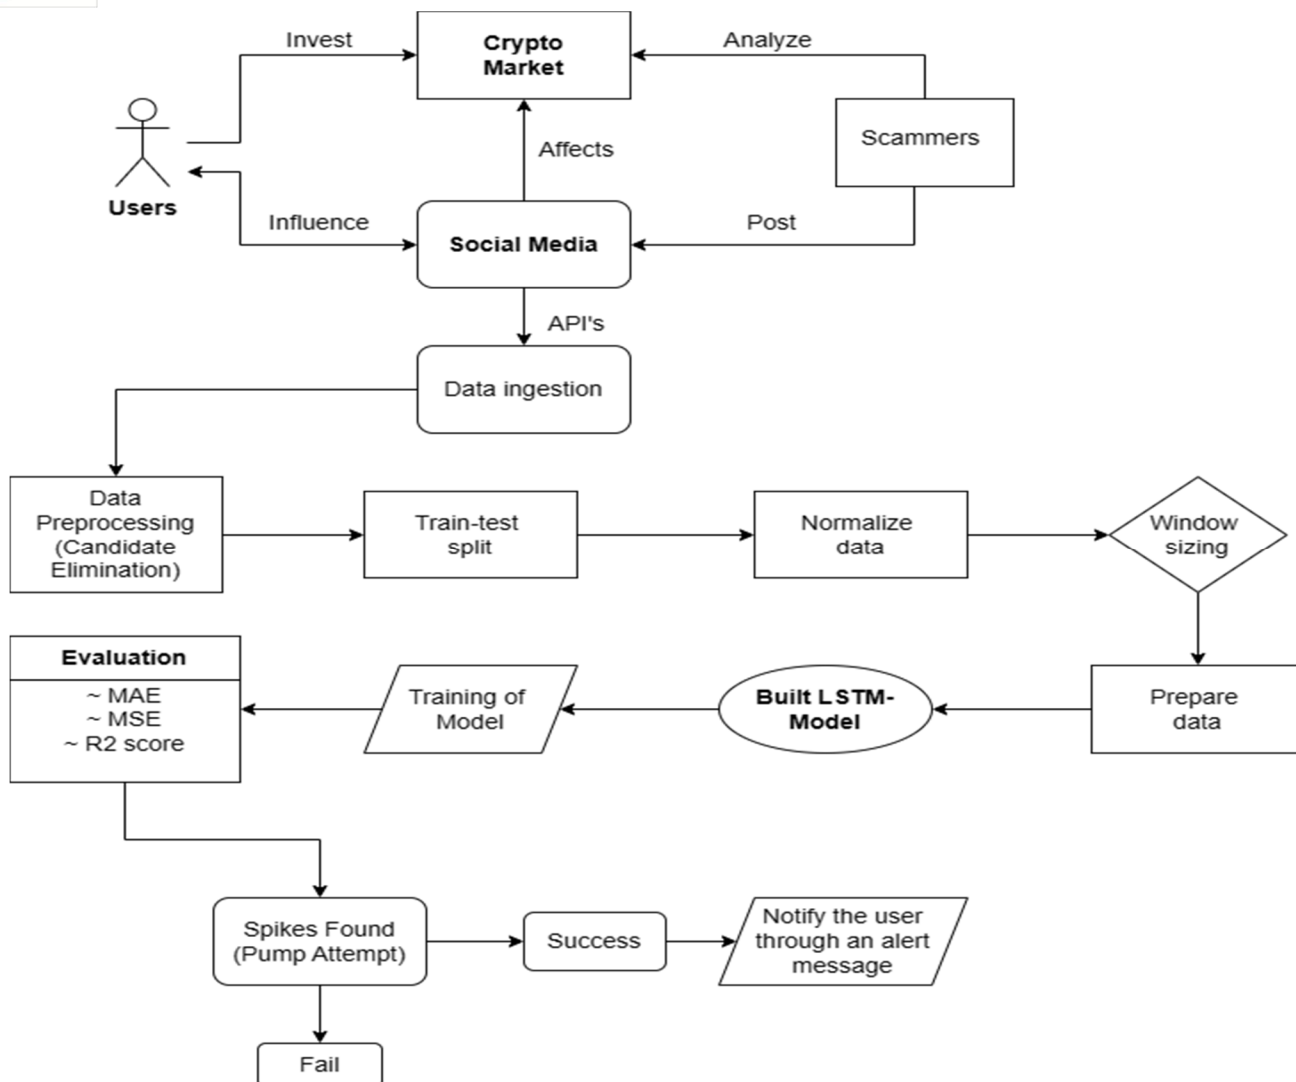 Invest
Crypto
Market
Analyze
Scammers
Affects
Users
Influence
Social Media
Post
API's
Data ingestion
Data
Preprocessing
(Candidate
Elimination)
Train-test
split
Normalize
data
Window
sizing
Evaluation
~ MAE
~ MSE
~ R2 score
Training of
Model
Built LSTM-
Model
Prepare
data
Spikes Found
(Pump Attempt)
Success
Notify the user
through an alert
message
Fail